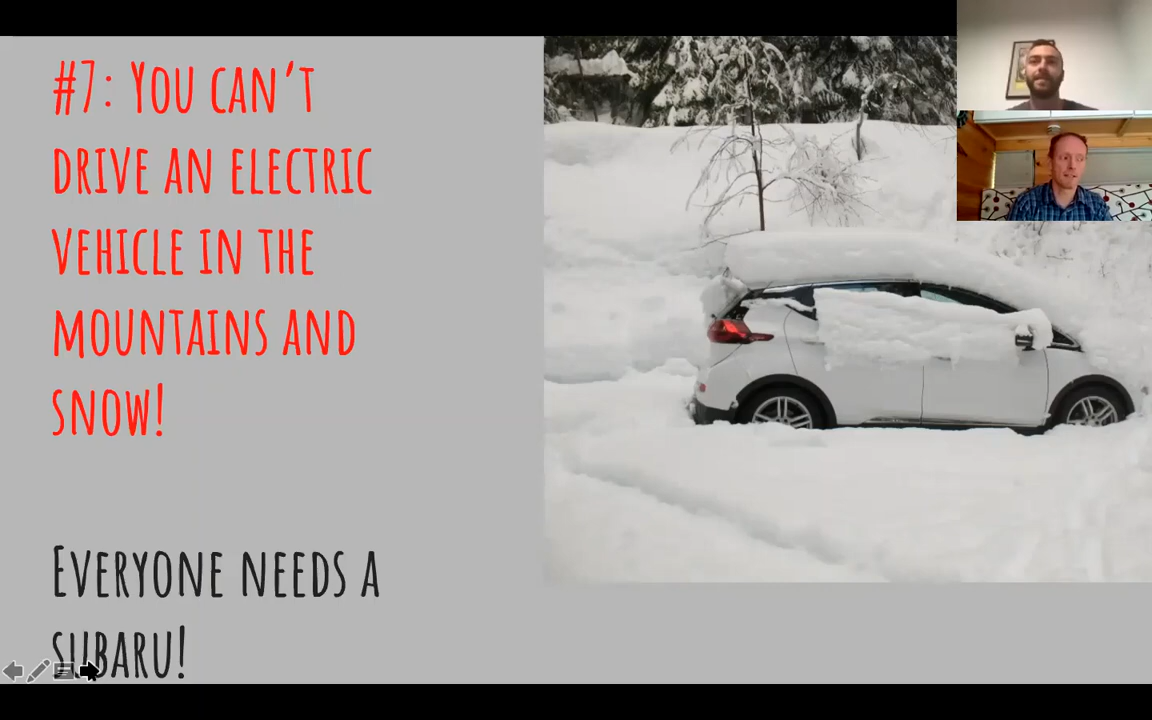 #7: You can't
drive an electric
vehicle in the
mountains and
snow!
Everyone needs a
subaru!